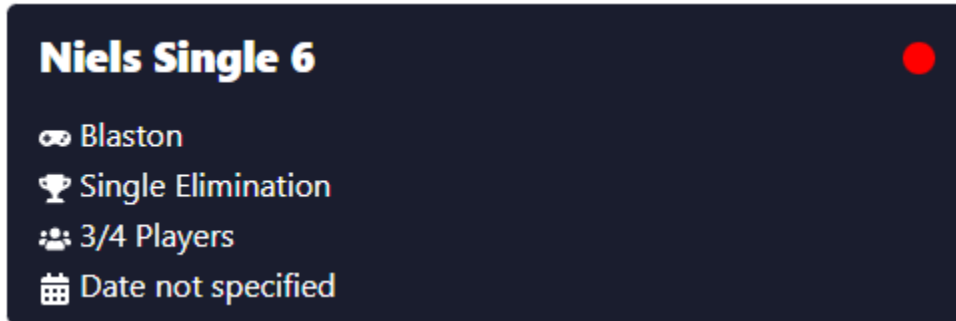 Niels Single 6
Blaston
Single Elimination
3/4 Players
Date not specified